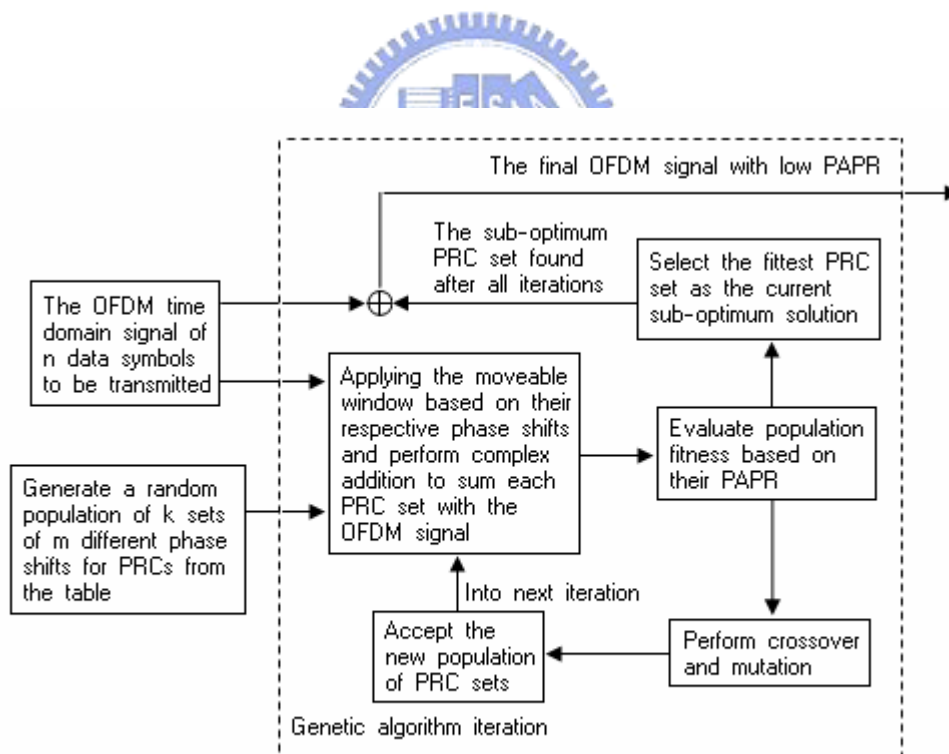 The final OFDM signal with low PAPR
The sub-optimum
PRC set found
after all iterations
Select the fittest PRC
set as the current
sub-optimum solution
The OFDM time
domain signal of
n data symbols
to be transmitted
Applying the moveable
window based on their
respective phase shifts
and perform complex
addition to sum each
PRC set with the
OFDM signal
Evaluate population
fitness based on
their PAPR
Generate a random
population of k sets
of m different phase
shifts for PRCs from
the table
Into next iteration
Accept the
new population
of PRC sets
Perform crossover
and mutation
Genetic algorithm iteration